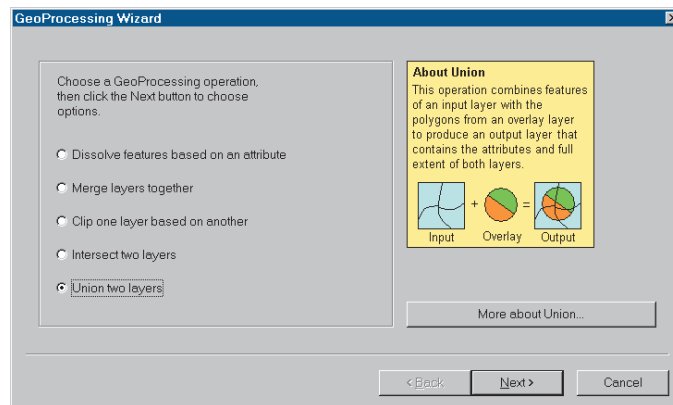 GeoProcessing Wizard
Choose a GeoProcessing operation,
then click the Next button to choose
options.
Dissolve features based on an attribute
Merge layers together
Clip one layer based on another
Intersect two layers
Union two layers
About Union
This operation combines features
of an input layer with the
polygons from an overlay layer
to produce an output layer that
contains the attributes and full
extent of both layers.
+ =
Input Overlay Output
More about Union...
< Back Next > Cancel